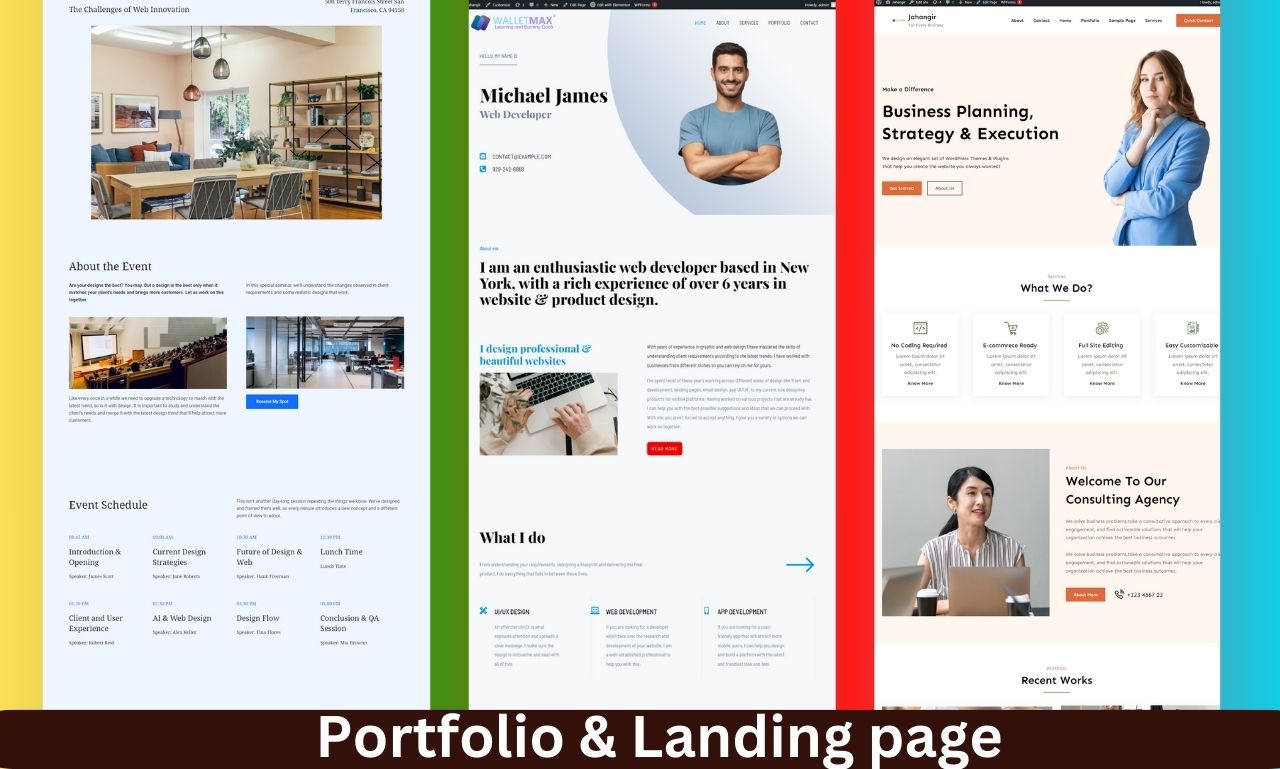 500 Terry Francois Street San
The Challenges of Web Innovation
Francisco, CA 94158
About the Event
Are your designs the best? You may. But a design is the best only when it
matches your client's needs and brings more customers. Let us work on this
together.
In this special seminar, we'll understand the changes observed in client
requirements and some realistic designs that work.
Like every once in a while we need to upgrade a technology to match with the
latest trend, so is it with design. It is important to study and understand the
client's needs and merge it with the latest design trend that'll help attract more
customers.
Reserve My Spot
Event Schedule
This isn't another day-long session repeating the things we know. We've designed
and framed them well, as every minute introduces a new concept and a different
point of view to adopt.
08:45 AM
Introduction &
Opening
Speaker: James Scott
09:00 AM
Current Design
Strategies
Speaker: Jane Roberts
10:30 AM
Future of Design &
Web
Speaker: Hank Freeman
12:30 PM
Lunch Time
Lunch Time
01:30 PM
Client and User
Experience
Speaker: Robert Reid
02:30 PM
AI & Web Design
Speaker: Alex Keller
03:30 PM
Design Flow
Speaker: Tina Flores
05:00 PM
Conclusion & QA
Session
Speaker: Mia Browns
Customize
New
Edit Page
Edit with Elementor
WPForms
Howdy, admin
WALLETMAX
Learning and Earning Goals
HOME ABOUT SERVICES PORTFOLIO CONTACT
HELLO, MY NAME IS
Michael James
Web Developer
CONTACT@EXAMPLE.COM
929-242-6868
About me
I am an enthusiastic web developer based in New
York, with a rich experience of over 6 years in
website & product design.
I design professional &
beautiful websites
With years of experience in graphic and web design I have mastered the skills of
understanding client requirements according to the latest trends. I have worked with
businesses from different niches so you can rely on me for yours.
I've spent most of these years working across different areas of design like front-end
development, landing pages, email design, app UI/UX, to my current role designing
products for mobile platforms. Having worked on various projects that are already live,
I can help you with the best possible suggestions and ideas that we can proceed with.
With me, you aren't forced to accept anything. I give you a variety of options we can
work on together.
READ MORE
What I do
From understanding your requirements, designing a blueprint and delivering the final
product, I do everything that falls in between these lines.
UI/UX DESIGN
An effective UI/UX is what
captures attention and spreads a
clear message. I make sure the
design is innovative and neat with
all of this.
WEB DEVELOPMENT
If you are looking for a developer
who'll take over the research and
development of your website, I am
a well-established professional to
help you with this.
APP DEVELOPMENT
If you are looking for a user-
friendly app that will attract more
mobile users, it can help you design
and build a platform with the latest
and trendiest look and feel.
Jahangir
Edit site
New
Edit Page
WPForms
Howdy, admin
Jahangir
For Every Business
About Contact Home Portfolio Sample Page Services
Quick Contact
Make a Difference
Business Planning,
Strategy & Execution
We design an elegant set of WordPress Themes & Plugins
that help you create the website you always wanted!
Get Started
About Us
Services
What We Do?
No Coding Required
Lorem ipsum dolor sit
amet, consectetur
adipiscing elit.
Know More
E-commrece Ready
Lorem ipsum dolor sit
amet, consectetur
adipiscing elit.
Know More
Full Site Editing
Lorem ipsum dolor sit
amet, consectetur
adipiscing elit.
Know More
Easy Customizable
Lorem ipsum dolor sit
amet, consectetur
adipiscing elit.
Know More
About Us
Welcome To Our
Consulting Agency
We solve business problems,take a consultative approach to every
engagement, and find actionable solutions that will help your
organization achieve the best business outcomes
We solve business problems,take a consultative approach to every
engagement, and find actionable solutions that will help your
organization achieve the best business outcomes.
About More
+123 4567 23
Portfolio
Recent Works
Portfolio & Landing page